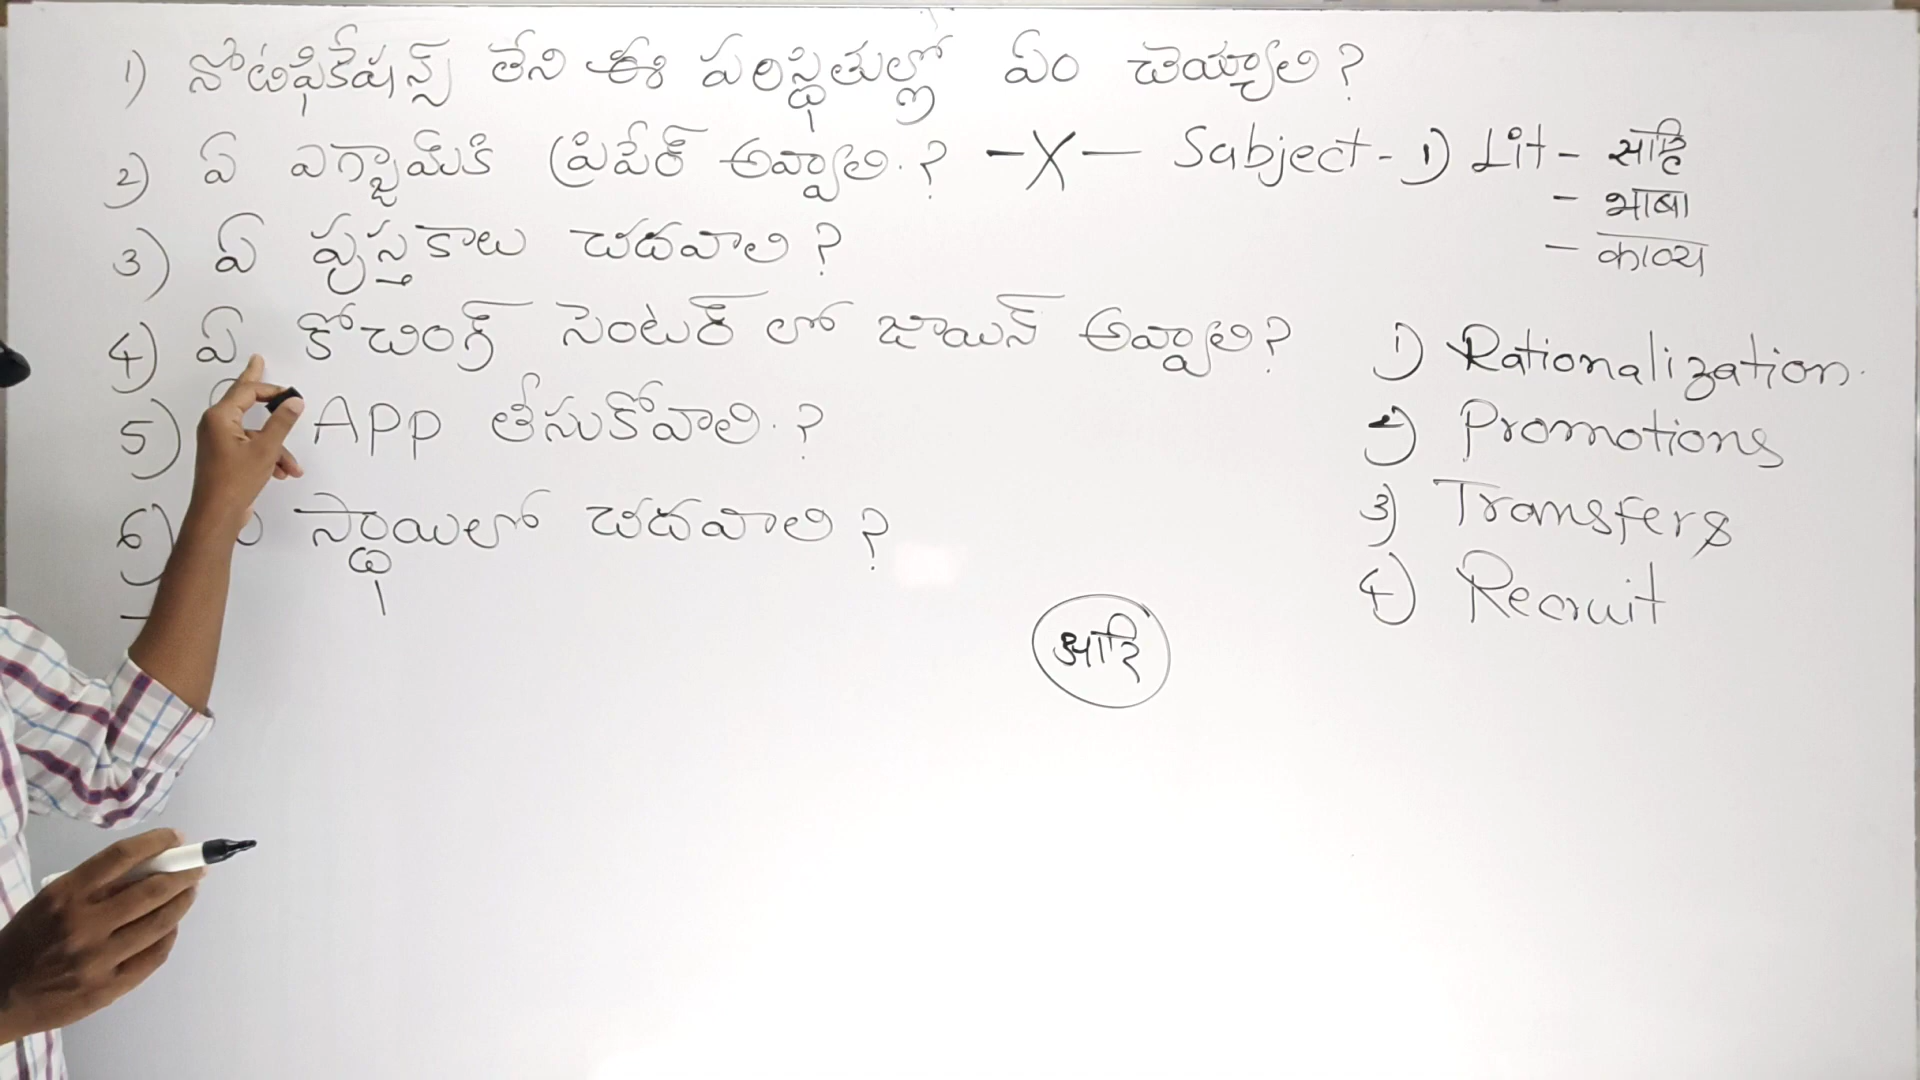 1) నోటిఫికేషన్స్ లేని ఈ పరిస్థితుల్లో ఏం చెయ్యాలి?
2) ఏ ఎగ్జామ్‌కి ప్రిపేర్ అవ్వాలి.? -X- Subject - 1) Lit - साहि
- भाषा
- काव्य
3) ఏ పుస్తకాలు చదవాలి?
4) ఏ కోచింగ్ సెంటర్ లో జాయిన్ అవ్వాలి?
5) App తీసుకోవాలి.?
6) స్థాయిలో చదవాలి?
1) Rationalization.
2) Promotions
3) Transfers
4) Recruit